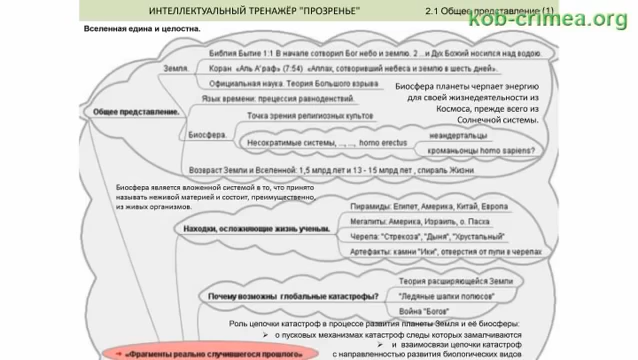 ИНТЕЛЛЕКТУАЛЬНЫЙ ТРЕНАЖЁР "ПРОЗРЕНЬЕ"
2.1 Общее представление (1)
kob-crimea.org
Вселенная едина и целостна.
Библия Бытие 1:1 В начале сотворил Бог небо и землю. 2 ...и Дух Божий носился над водою.
Земля.
Коран «Аль А'раф» (7:54) «Аллах, сотворивший небеса и землю в шесть дней».
Официальная наука. Теория Большого взрыва
Биосфера планеты черпает энергию
для своей жизнедеятельности из
Космоса, прежде всего из
Солнечной системы.
Язык времени: прецессия равноденствий.
Общее представление.
Точка зрения религиозных культов
Биосфера.
неандертальцы
Несократимые системы, ..., ..., homo erectus
кроманьонцы homo sapiens?
Возраст Земли и Вселенной: 1,5 млрд лет и 13 - 15 млрд лет , спираль Жизни
Биосфера является вложенной системой в то, что принято
называть неживой материей и состоит, преимущественно,
из живых организмов.
Пирамиды: Египет, Америка, Китай, Европа
Мегалиты: Америка, Израиль, о. Пасха
Находки, осложняющие жизнь ученым.
Черепа: "Стрекоза", "Дыня", "Хрустальный"
Артефакты: камни "Ики", отверстия от пули в черепах
Теория расширяющейся Земли
Почему возможны глобальные катастрофы?
"Ледяные шапки полюсов"
Война "Богов"
Роль цепочки катастроф в процессе развития планеты Земля и её биосферы:
➢ о пусковых механизмах катастроф следы которых замалчиваются
➢ и взаимосвязи цепочки катастроф
с направленностью развития биологических видов
«Фрагменты реально случившегося прошлого»